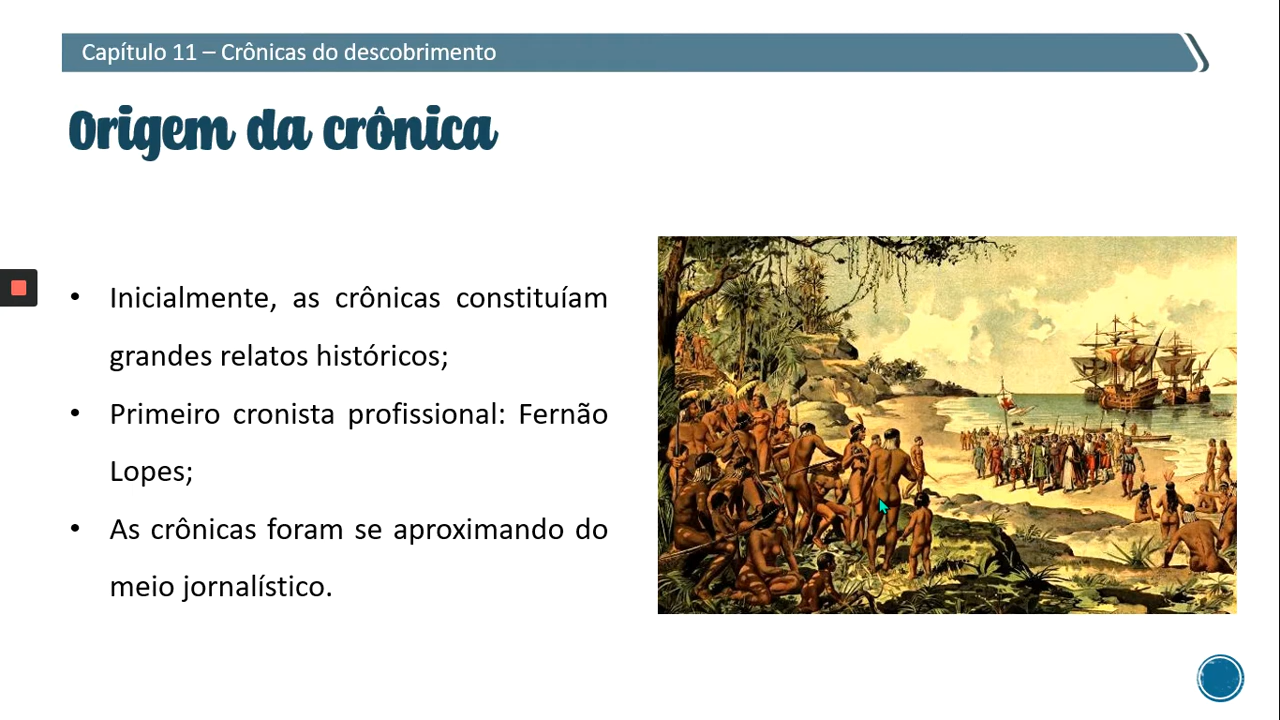 Capítulo 11 – Crônicas do descobrimento
Origem da crônica
• Inicialmente, as crônicas constituíam
grandes relatos históricos;
• Primeiro cronista profissional: Fernão
Lopes;
• As crônicas foram se aproximando do
meio jornalístico.